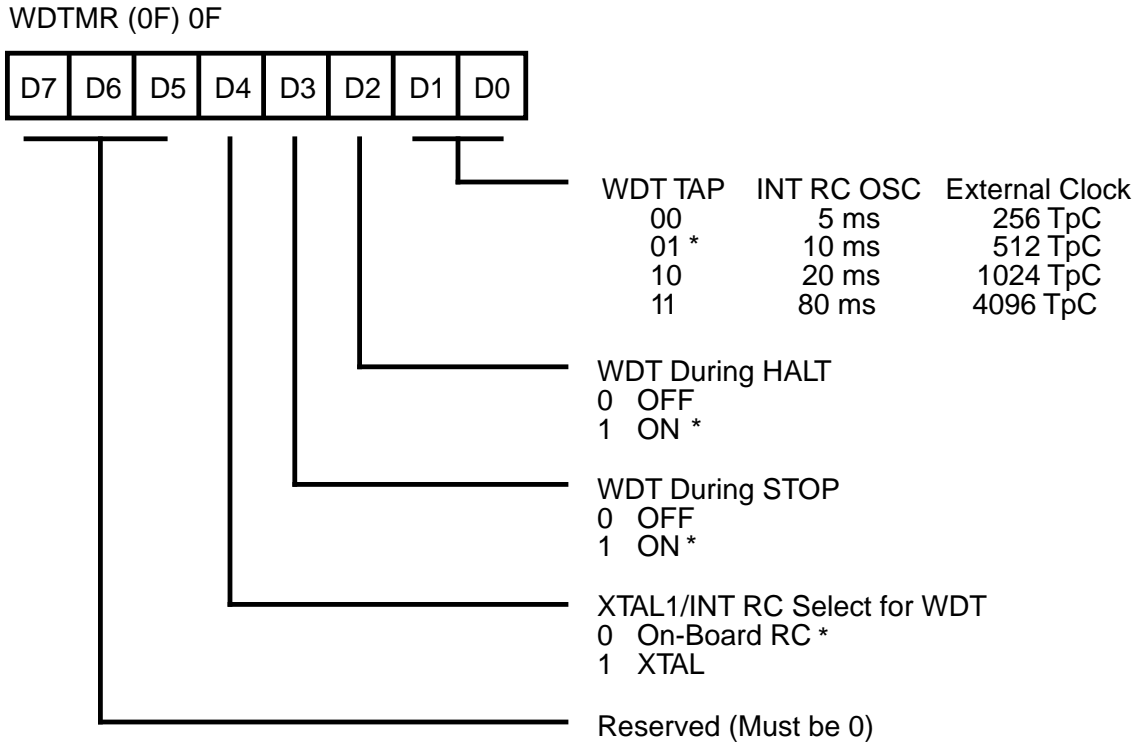 WDTMR (0F) 0F
D7 D6 D5 D4 D3 D2 D1 D0
WDT TAP INT RC OSC External Clock
00 5 ms 256 TpC
01 * 10 ms 512 TpC
10 20 ms 1024 TpC
11 80 ms 4096 TpC
WDT During HALT
0 OFF
1 ON *
WDT During STOP
0 OFF
1 ON *
XTAL1/INT RC Select for WDT
0 On-Board RC *
1 XTAL
Reserved (Must be 0)